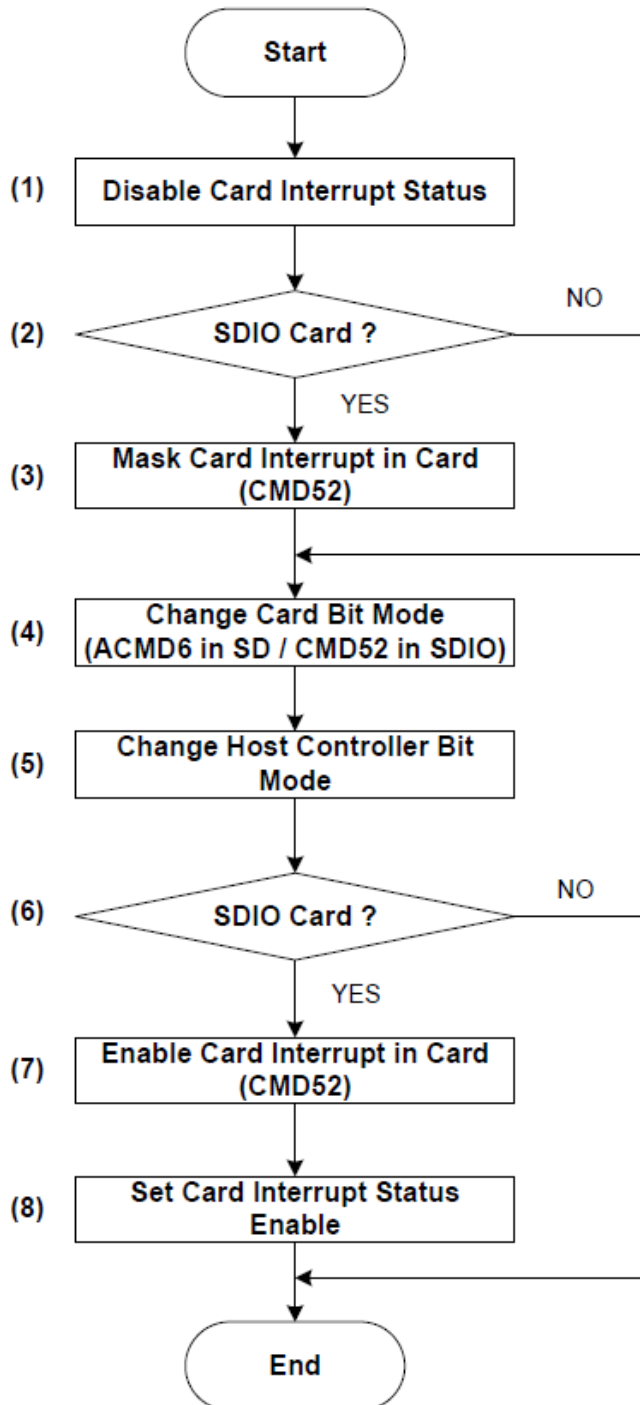 Start
(1)
Disable Card Interrupt Status
NO
(2)
SDIO Card ?
YES
(3)
Mask Card Interrupt in Card
(CMD52)
(4)
Change Card Bit Mode
(ACMD6 in SD / CMD52 in SDIO)
(5)
Change Host Controller Bit
Mode
NO
(6)
SDIO Card ?
YES
(7)
Enable Card Interrupt in Card
(CMD52)
(8)
Set Card Interrupt Status
Enable
End